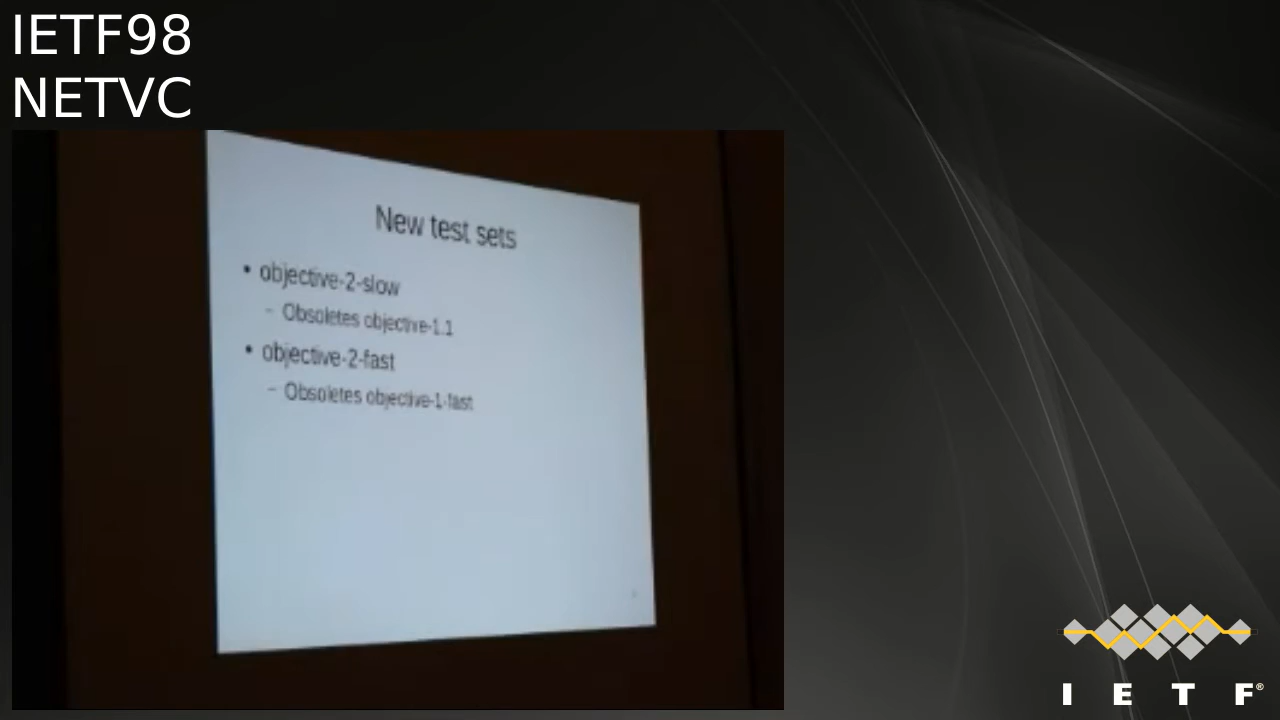 IETF98
NETVC
New test sets
• objective-2-slow
– Obsoletes objective-1.1
• objective-2-fast
– Obsoletes objective-1-fast
I E T F®